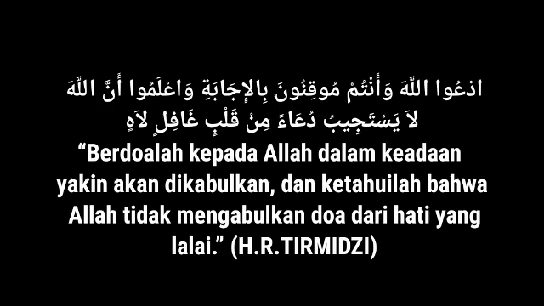 ادْعُوا اللّٰهَ وَأَنْتُمْ مُوقِنُونَ بِالإِجَابَةِ وَاعْلَمُوا أَنَّ اللّٰهَ
لاَ يَسْتَجِيبُ دُعَاءً مِنْ قَلْبٍ غَافِلٍ لاَهٍ
“Berdoalah kepada Allah dalam keadaan
yakin akan dikabulkan, dan ketahuilah bahwa
Allah tidak mengabulkan doa dari hati yang
lalai.” (H.R.TIRMIDZI)